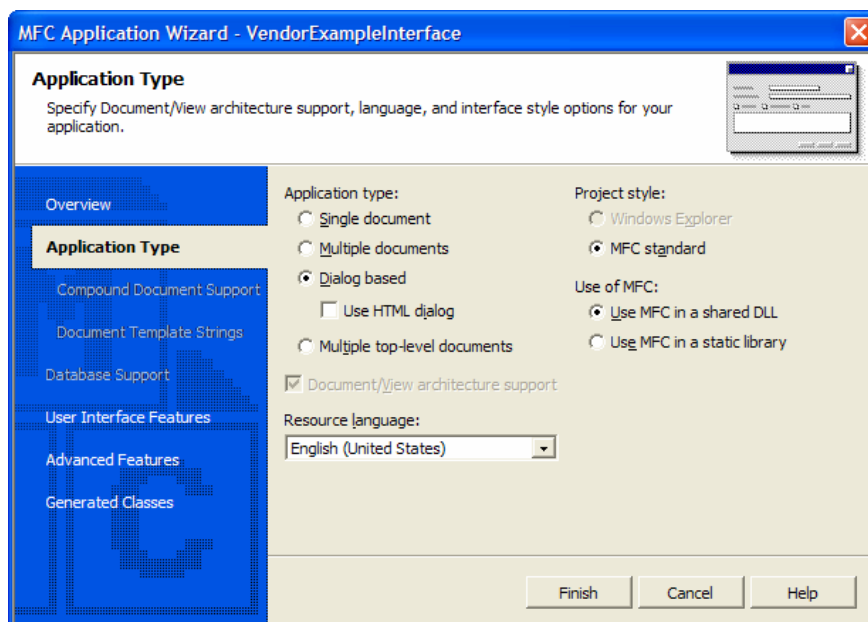 MFC Application Wizard - VendorExampleInterface
Application Type
Specify Document/View architecture support, language, and interface style options for your
application.
Overview
Application Type
Compound Document Support
Document Template Strings
Database Support
User Interface Features
Advanced Features
Generated Classes
Application type:
Single document
Multiple documents
Dialog based
Use HTML dialog
Multiple top-level documents
Document/View architecture support
Resource language:
English (United States)
Project style:
Windows Explorer
MFC standard
Use of MFC:
Use MFC in a shared DLL
Use MFC in a static library
Finish
Cancel
Help